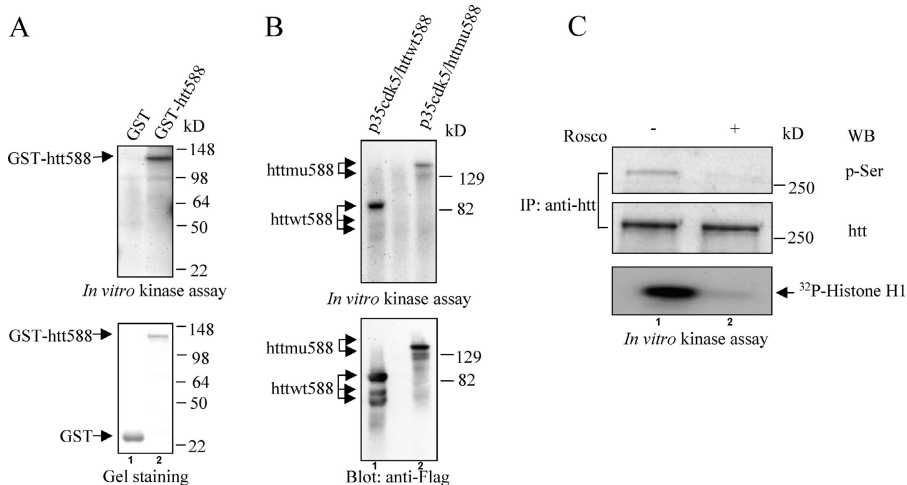 A
GST
GST-htt588
kD
GST-htt588
148
98
64
50
22
In vitro kinase assay
GST-htt588
148
98
64
50
GST
22
1 2
Gel staining
B
p35cdk5/httwt588
p35cdk5/httmu588
kD
httmu588
129
httwt588
82
In vitro kinase assay
httmu588
129
httwt588
82
1 2
Blot: anti-Flag
C
Rosco - + kD WB
p-Ser
250
IP: anti-htt
htt
250
32P-Histone H1
1 2
In vitro kinase assay